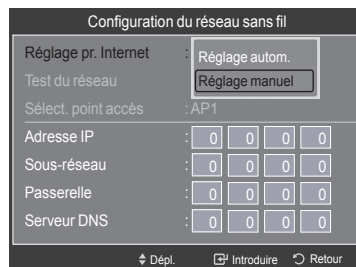 Configuration du réseau sans fil
Réglage pr. Internet : Réglage autom.
Réglage manuel
Test du réseau
Sélect. point accès : AP1
Adresse IP : 0 0 0 0
Sous-réseau : 0 0 0 0
Passerelle : 0 0 0 0
Serveur DNS : 0 0 0 0
Dépl. Introduire Retour